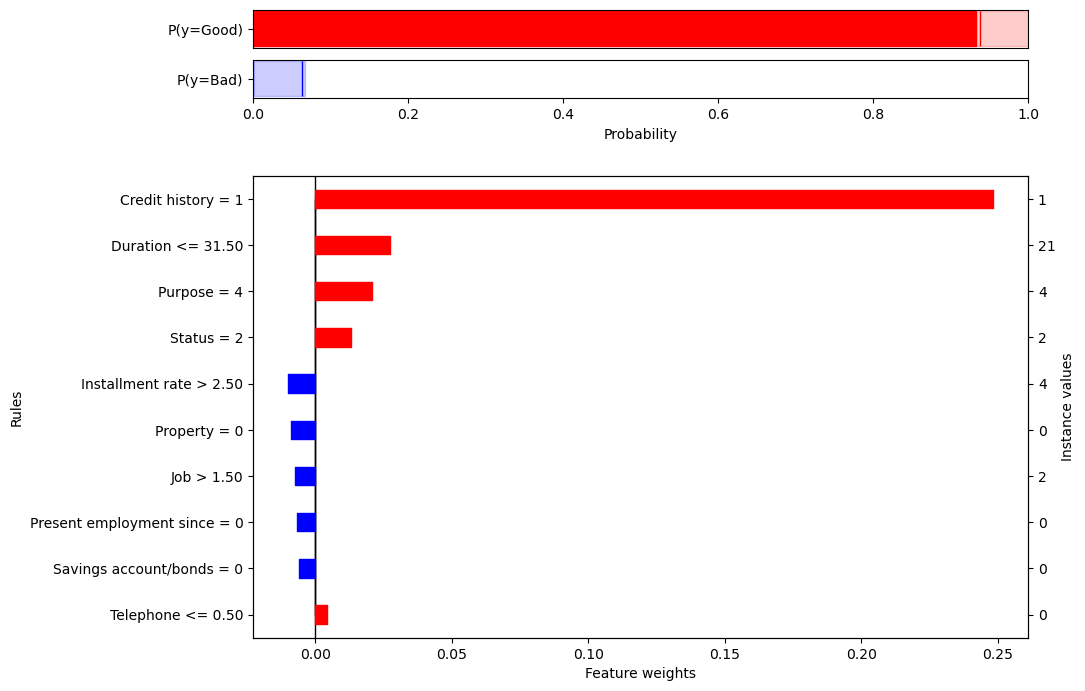 P(y=Good)
P(y=Bad)
0.0 0.2 0.4 0.6 0.8 1.0
Probability
Rules
Credit history = 1 1
Duration <= 31.50 21
Purpose = 4 4
Status = 2 2
Installment rate > 2.50 4
Property = 0 0
Job > 1.50 2
Present employment since = 0 0
Savings account/bonds = 0 0
Telephone <= 0.50 0
Instance values
0.00 0.05 0.10 0.15 0.20 0.25
Feature weights